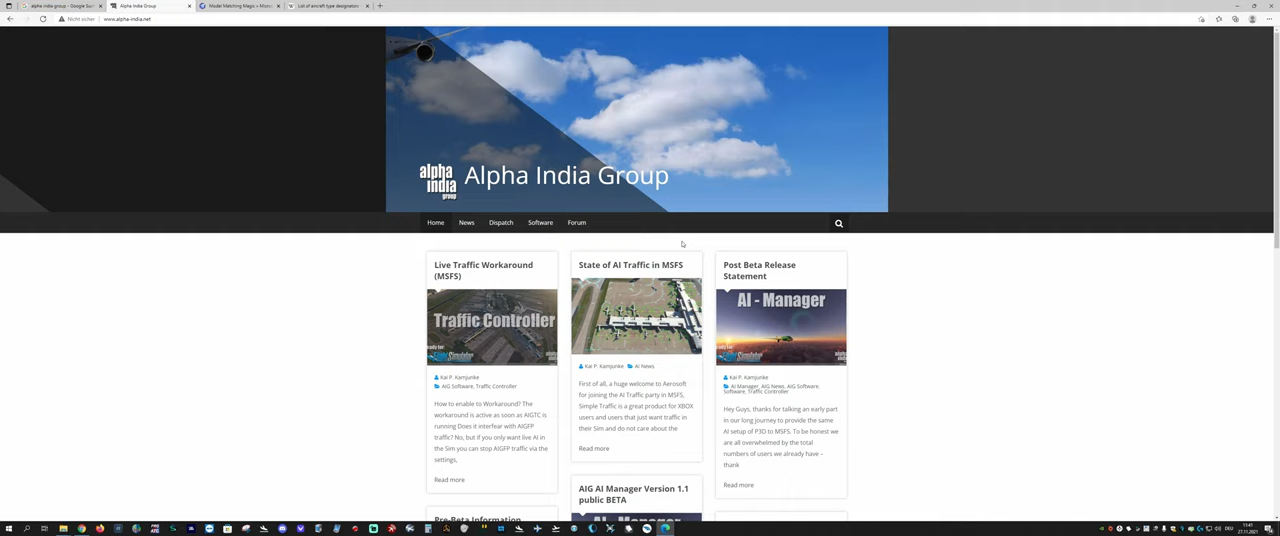 alpha india group - Google Suc
Alpha India Group
Model Matching Magic
List of aircraft type designators
Nicht sicher
www.alpha-india.net
alpha
india
group
Alpha India Group
Home
News
Dispatch
Software
Forum
Live Traffic Workaround
(MSFS)
Traffic Controller
Kai P. Kamjunke
AIG Software, Traffic Controller
How to enable to Workaround? The
workaround is active as soon as AIGTC is
running Does it interfere with AIGFP
traffic? No, but if you only want live AI in
the Sim you can stop AIGFP traffic via the
settings,
Read more
State of AI Traffic in MSFS
Kai P. Kamjunke
AI News
First of all, a huge welcome to Aerosoft
for joining the AI Traffic party in MSFS,
Simple Traffic is a great product for XBOX
users and users that just want traffic in
their Sim and do not care about the
Read more
Post Beta Release
Statement
AI - Manager
Kai P. Kamjunke
AI Manager, AIG News, AIG Software,
Software, Traffic Controller
Hey Guys, thanks for talking an early part
in our long journey to provide the same
AI setup of P3D to MSFS. To be honest we
are all overwhelmed by the total
numbers of users we already have –
thank
Read more
AIG AI Manager Version 1.1
public BETA
Pre-Beta Information
DEU
11:41
27.11.2021